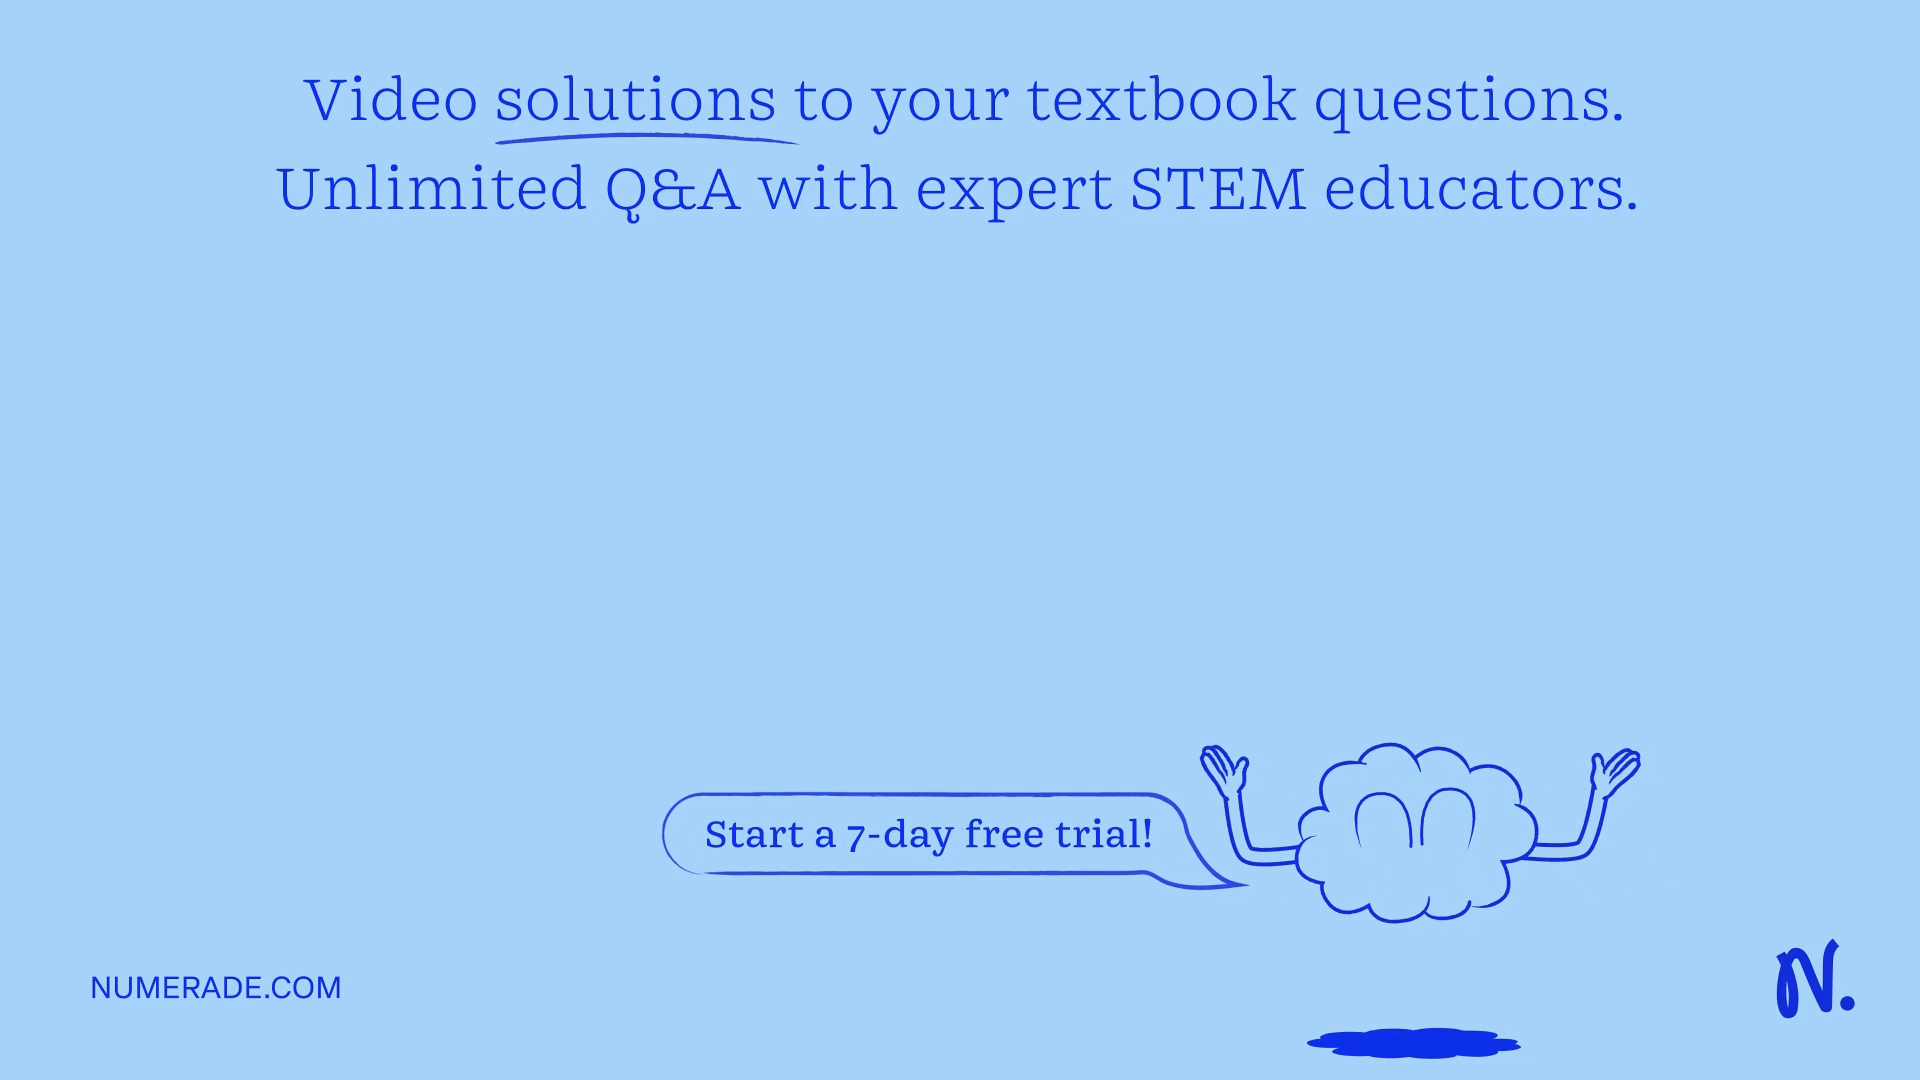 Video solutions to your textbook questions.
Unlimited Q&A with expert STEM educators.
Start a 7-day free trial!
NUMERADE.COM
N.